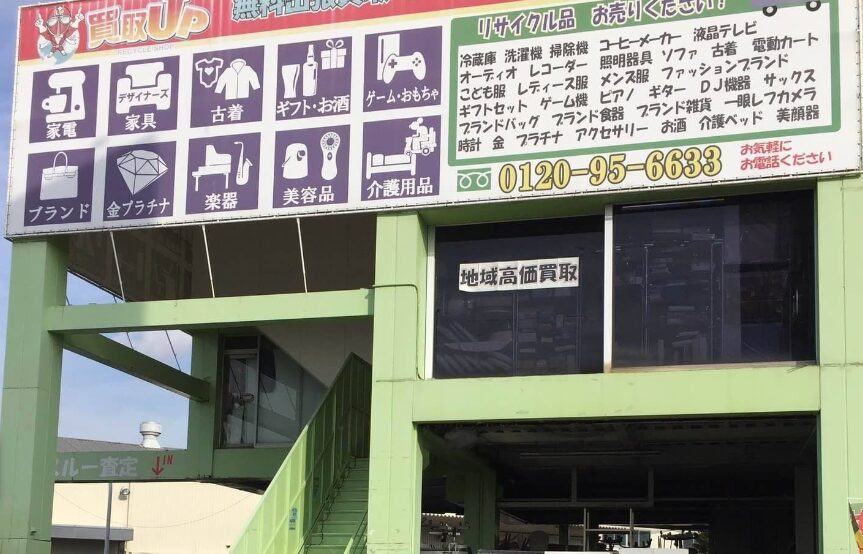 買取UP
RECYCLE SHOP
リサイクル品 お売りください!
家電
デザイナーズ
家具
古着
ギフト・お酒
ゲーム・おもちゃ
ブランド
金プラチナ
楽器
美容品
介護用品
冷蔵庫 洗濯機 掃除機 コーヒーメーカー 液晶テレビ
オーディオ レコーダー 照明器具 ソファ 古着 電動カート
こども服 レディース服 メンズ服 ファッションブランド
ギフトセット ゲーム機 ピアノ ギター DJ機器 サックス
ブランドバッグ ブランド食器 ブランド雑貨 一眼レフカメラ
時計 金 プラチナ アクセサリー お酒 介護ベッド 美顔器
0120-95-6633
お気軽に
お電話ください
地域高価買取
スルー査定 IN